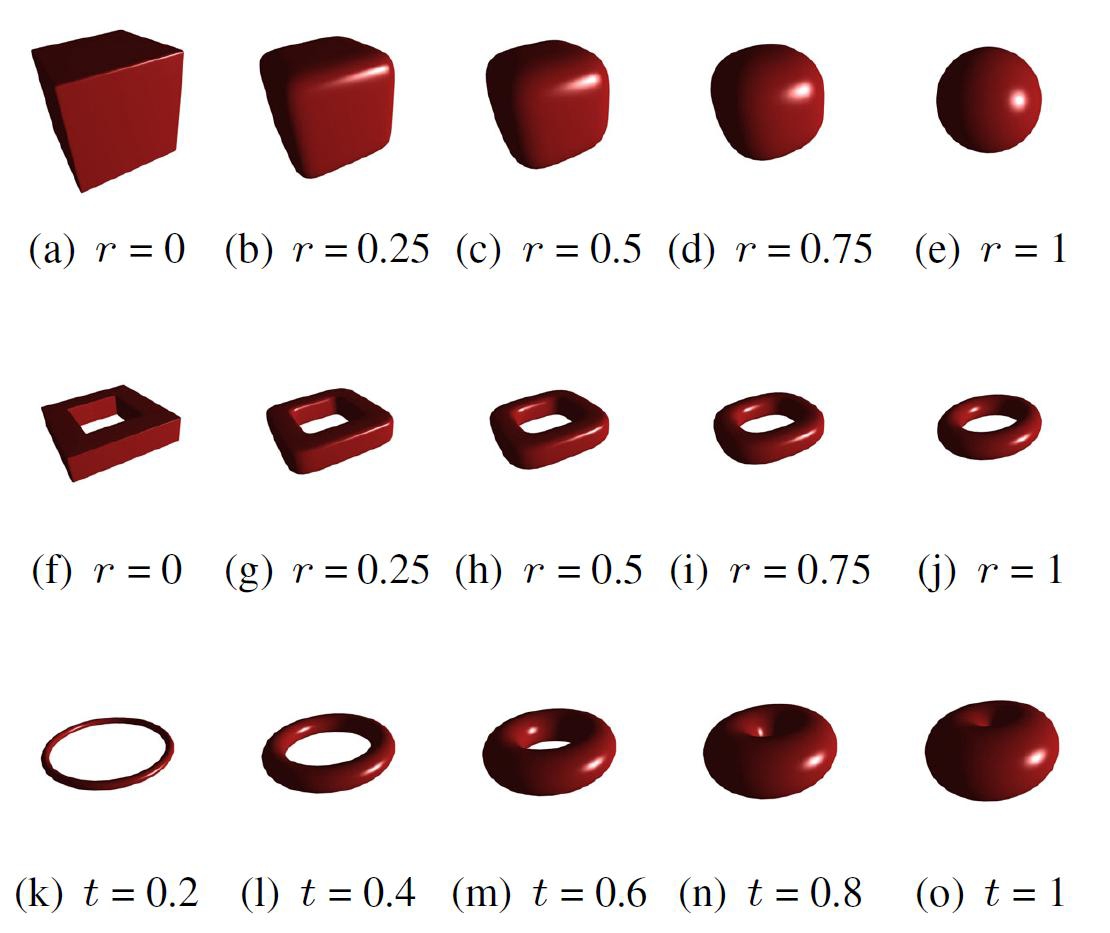 (a) r = 0 (b) r = 0.25 (c) r = 0.5 (d) r = 0.75 (e) r = 1
(f) r = 0 (g) r = 0.25 (h) r = 0.5 (i) r = 0.75 (j) r = 1
(k) t = 0.2 (l) t = 0.4 (m) t = 0.6 (n) t = 0.8 (o) t = 1